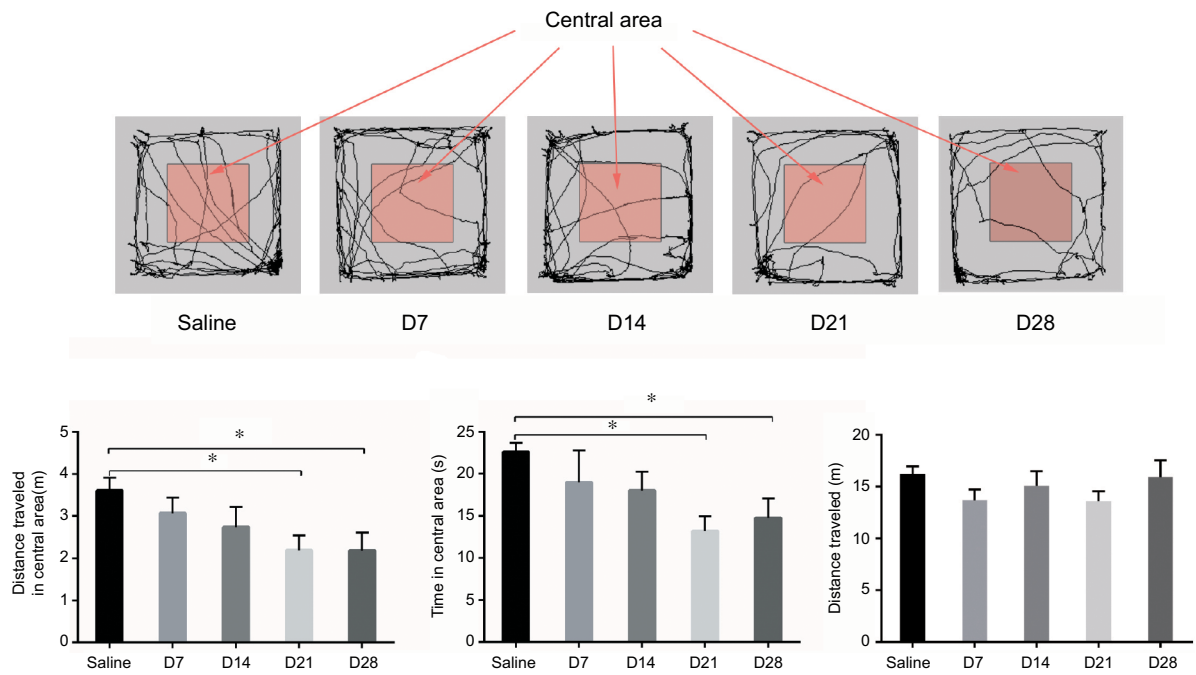 Central area
Saline D7 D14 D21 D28
Distance traveled
in central area(m)
5
4
3
2
1
0
* 
*
Saline D7 D14 D21 D28
Time in central area (s)
25
20
15
10
5
0
*
*
Saline D7 D14 D21 D28
Distance traveled (m)
20
15
10
5
0
Saline D7 D14 D21 D28